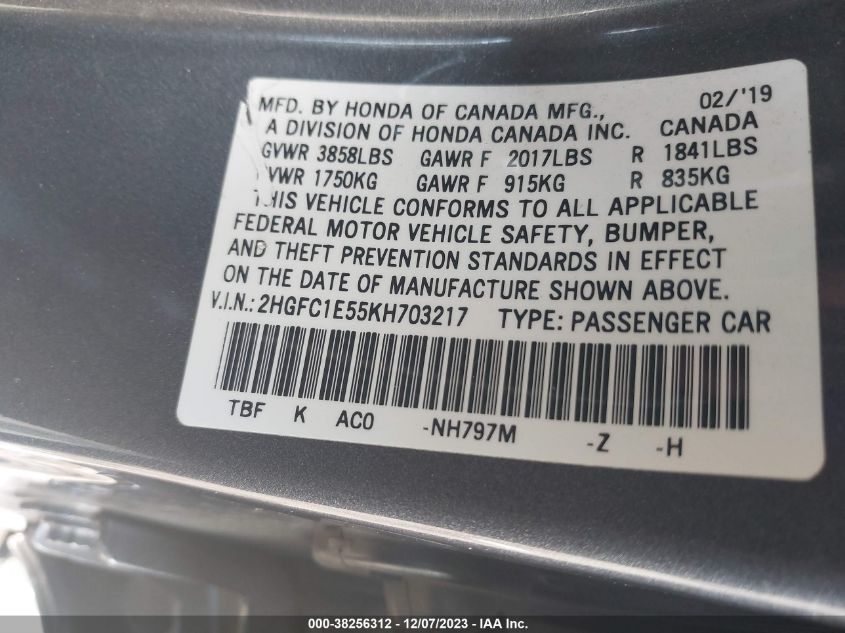 MFD. BY HONDA OF CANADA MFG., 02/'19
A DIVISION OF HONDA CANADA INC. CANADA
GVWR 3858LBS GAWR F 2017LBS R 1841LBS
VWR 1750KG GAWR F 915KG R 835KG
THIS VEHICLE CONFORMS TO ALL APPLICABLE
FEDERAL MOTOR VEHICLE SAFETY, BUMPER,
AND THEFT PREVENTION STANDARDS IN EFFECT
ON THE DATE OF MANUFACTURE SHOWN ABOVE.
V.I.N.: 2HGFC1E55KH703217 TYPE: PASSENGER CAR
TBF K AC0 -NH797M -Z -H
000-38256312 - 12/07/2023 - IAA Inc.